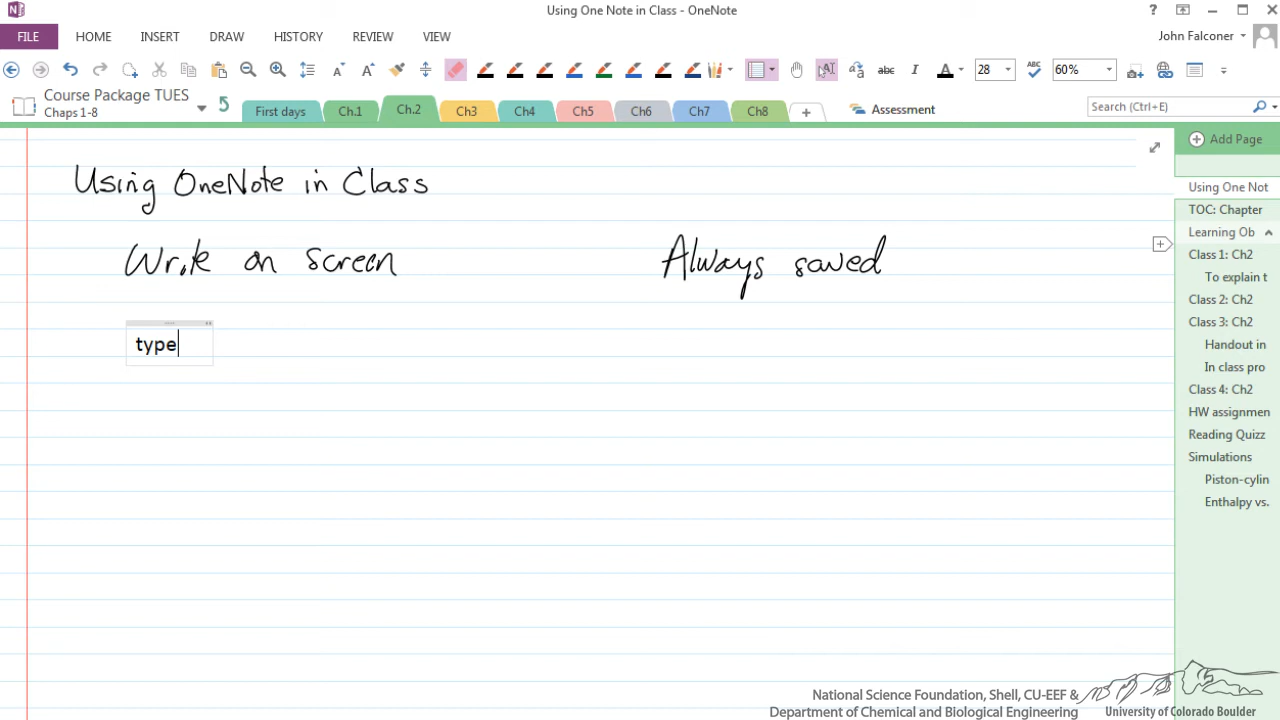 Using One Note in Class - OneNote
?
FILE HOME INSERT DRAW HISTORY REVIEW VIEW
John Falconer
abc 28 ABC 60%
Course Package TUES
Chaps 1-8
First days Ch.1 Ch.2 Ch3 Ch4 Ch5 Ch6 Ch7 Ch8 Assessment
Search (Ctrl+E)
Add Page
Using OneNote in Class
Write on screen Always saved
type
Using One Not
TOC: Chapter
Learning Ob
Class 1: Ch2
To explain t
Class 2: Ch2
Class 3: Ch2
Handout in
In class pro
Class 4: Ch2
HW assignmen
Reading Quizz
Simulations
Piston-cylin
Enthalpy vs.
National Science Foundation, Shell, CU-EEF &
Department of Chemical and Biological Engineering
University of Colorado Boulder